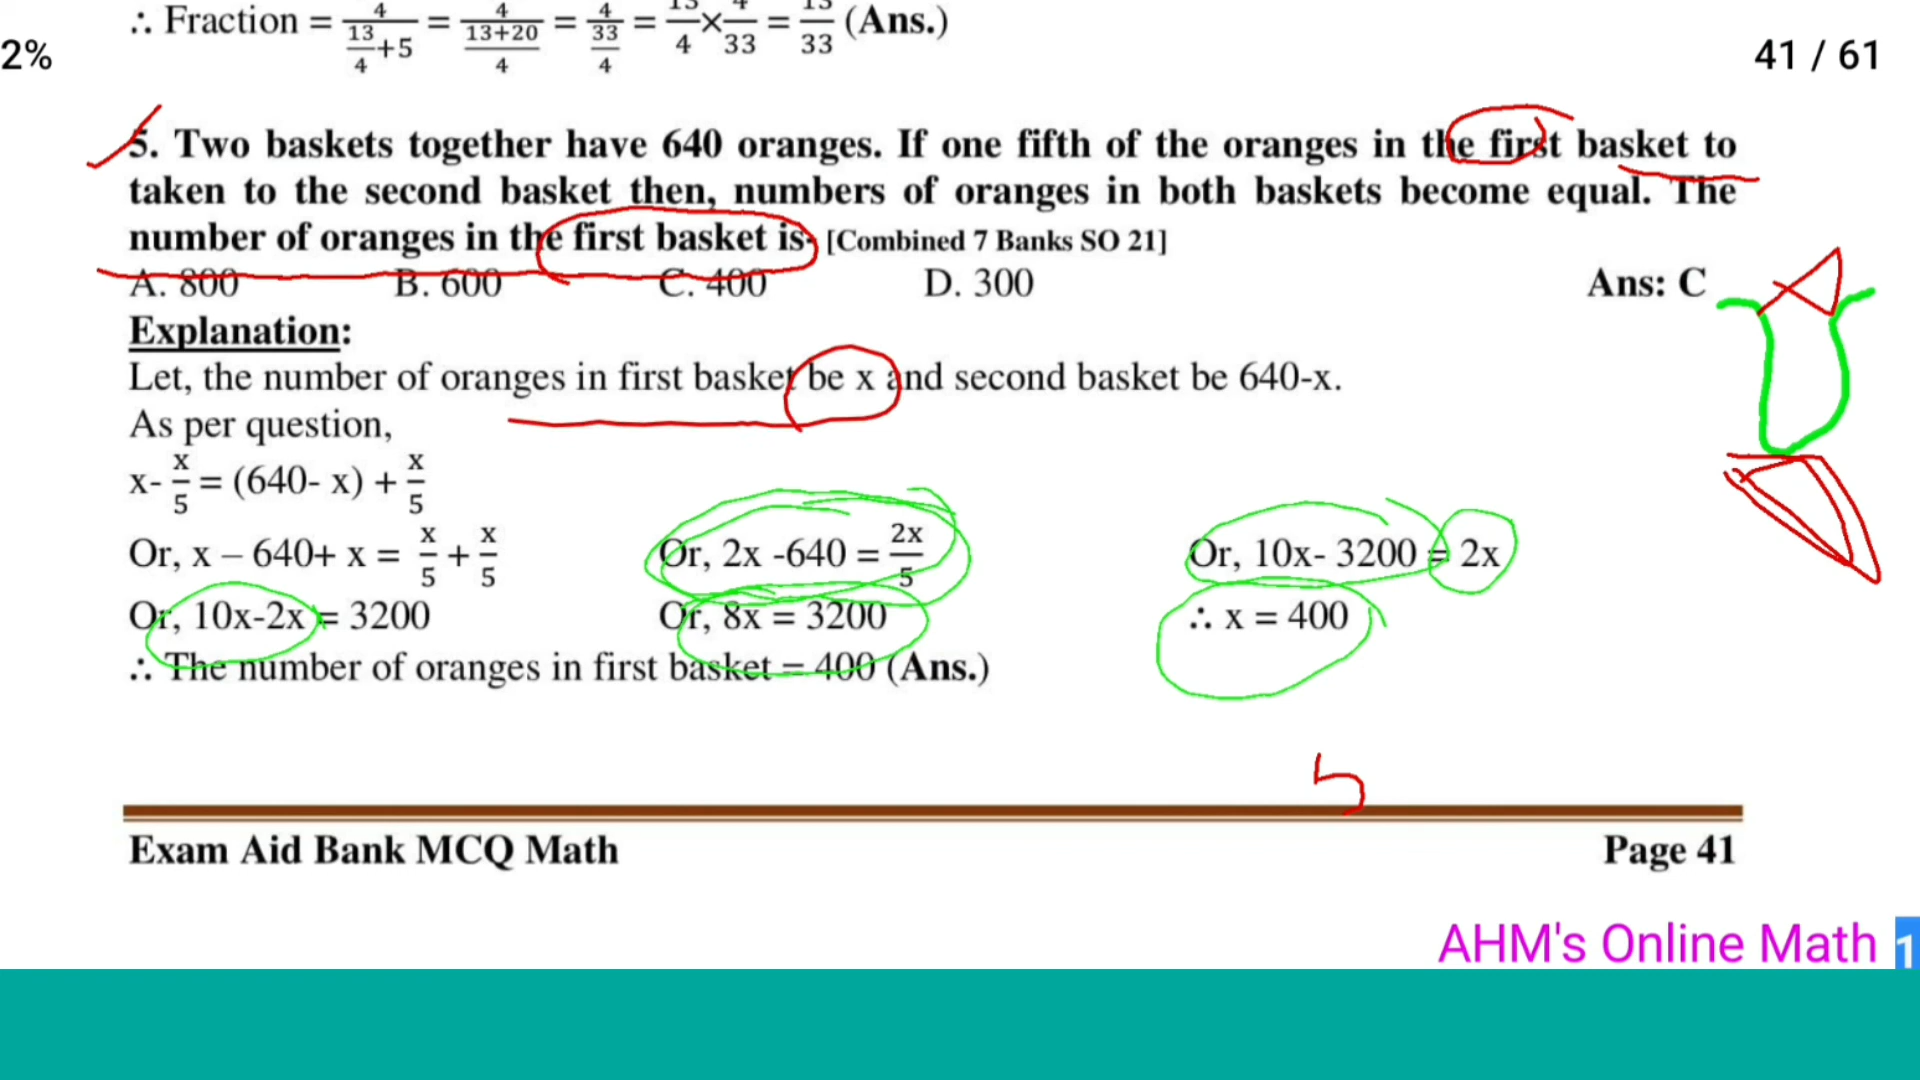 2%
41 / 61
∴ Fraction = 4/(13/4+5) = 4/((13+20)/4) = 4/(33/4) = 13/4 × 4/33 = 13/33 (Ans.)
5. Two baskets together have 640 oranges. If one fifth of the oranges in the first basket to
taken to the second basket then, numbers of oranges in both baskets become equal. The
number of oranges in the first basket is- [Combined 7 Banks SO 21]
A. 800 B. 600 C. 400 D. 300 Ans: C
Explanation:
Let, the number of oranges in first basket be x and second basket be 640-x.
As per question,
x- x/5 = (640- x) + x/5
Or, x – 640+ x = x/5 + x/5 Or, 2x -640 = 2x/5 Or, 10x- 3200 = 2x
Or, 10x-2x = 3200 Or, 8x = 3200 ∴ x = 400
∴ The number of oranges in first basket = 400 (Ans.)
5
Exam Aid Bank MCQ Math Page 41
AHM's Online Math 1